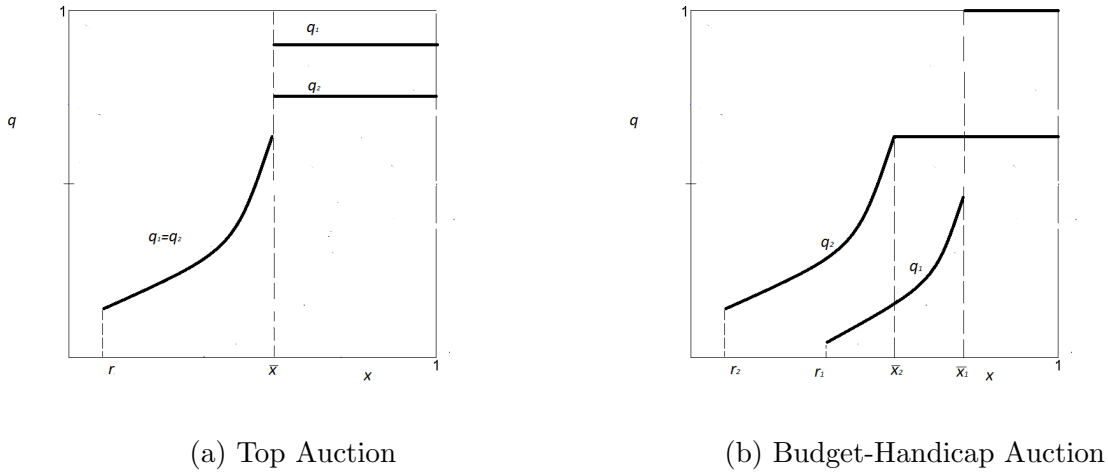 1
q₁
q₂
q
q₁=q₂
r
x̅
x
1
(a) Top Auction
1
q
q₂
q₁
r₂
r₁
x̅₂
x̅₁
x
1
(b) Budget-Handicap Auction